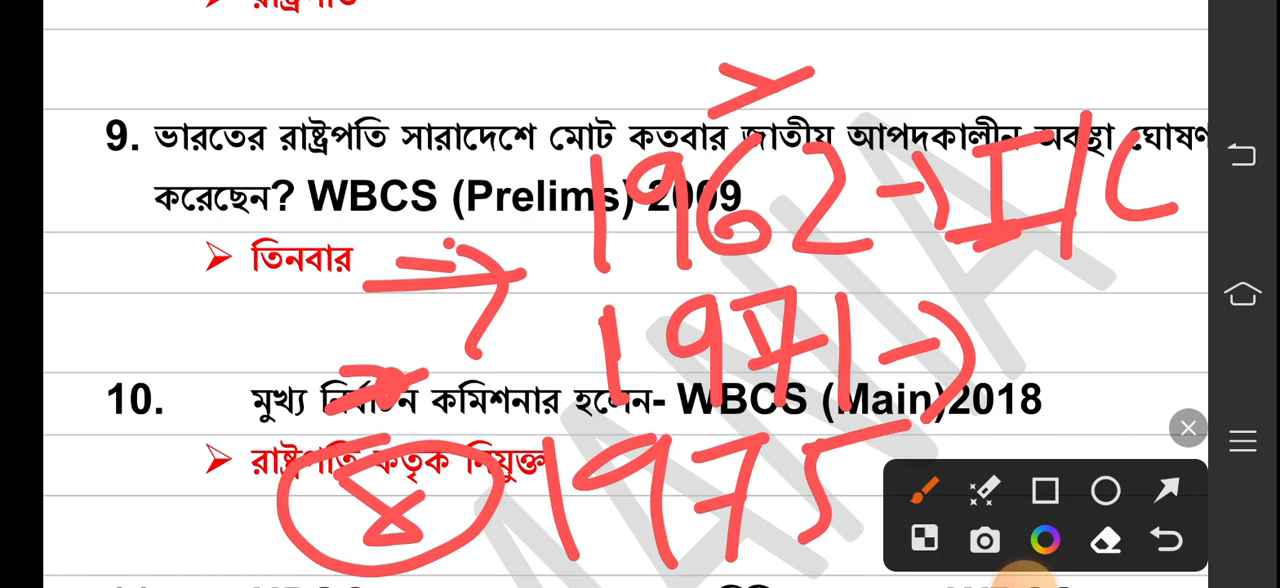 রাষ্ট্রপতি
9. ভারতের রাষ্ট্রপতি সারাদেশে মোট কতবার জাতীয় আপদকালীন অবস্থা ঘোষণ
করেছেন? WBCS (Prelims) 2009
1962 → I/C
➢ তিনবার
1971 →
10. মুখ্য নির্বাচন কমিশনার হলেন- WBCS (Main)2018
➢ রাষ্ট্রপতি কর্তৃক নিযুক্ত
1975